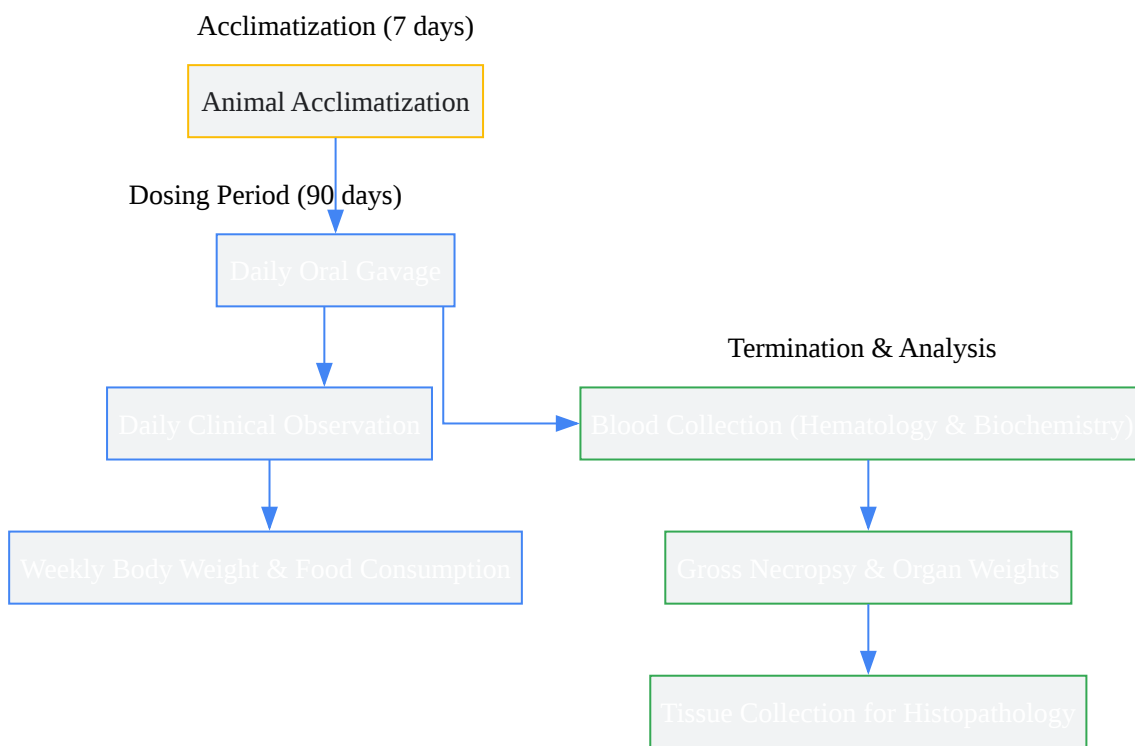 Acclimatization (7 days)
Animal Acclimatization
Dosing Period (90 days)
Daily Oral Gavage
Daily Clinical Observation
Weekly Body Weight & Food Consumption
Termination & Analysis
Blood Collection (Hematology & Biochemistry)
Gross Necropsy & Organ Weights
Tissue Collection for Histopathology